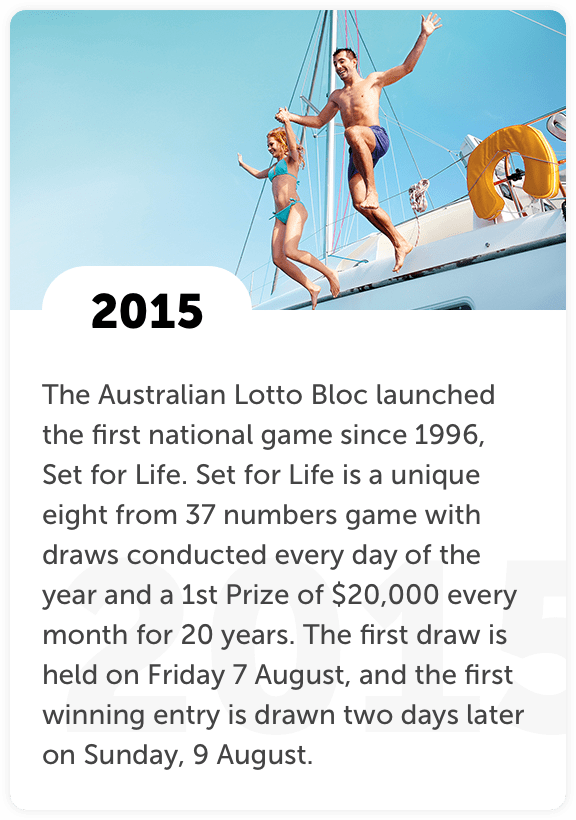 2015
The Australian Lotto Bloc launched
the first national game since 1996,
Set for Life. Set for Life is a unique
eight from 37 numbers game with
draws conducted every day of the
year and a 1st Prize of $20,000 every
month for 20 years. The first draw is
held on Friday 7 August, and the first
winning entry is drawn two days later
on Sunday, 9 August.
2015